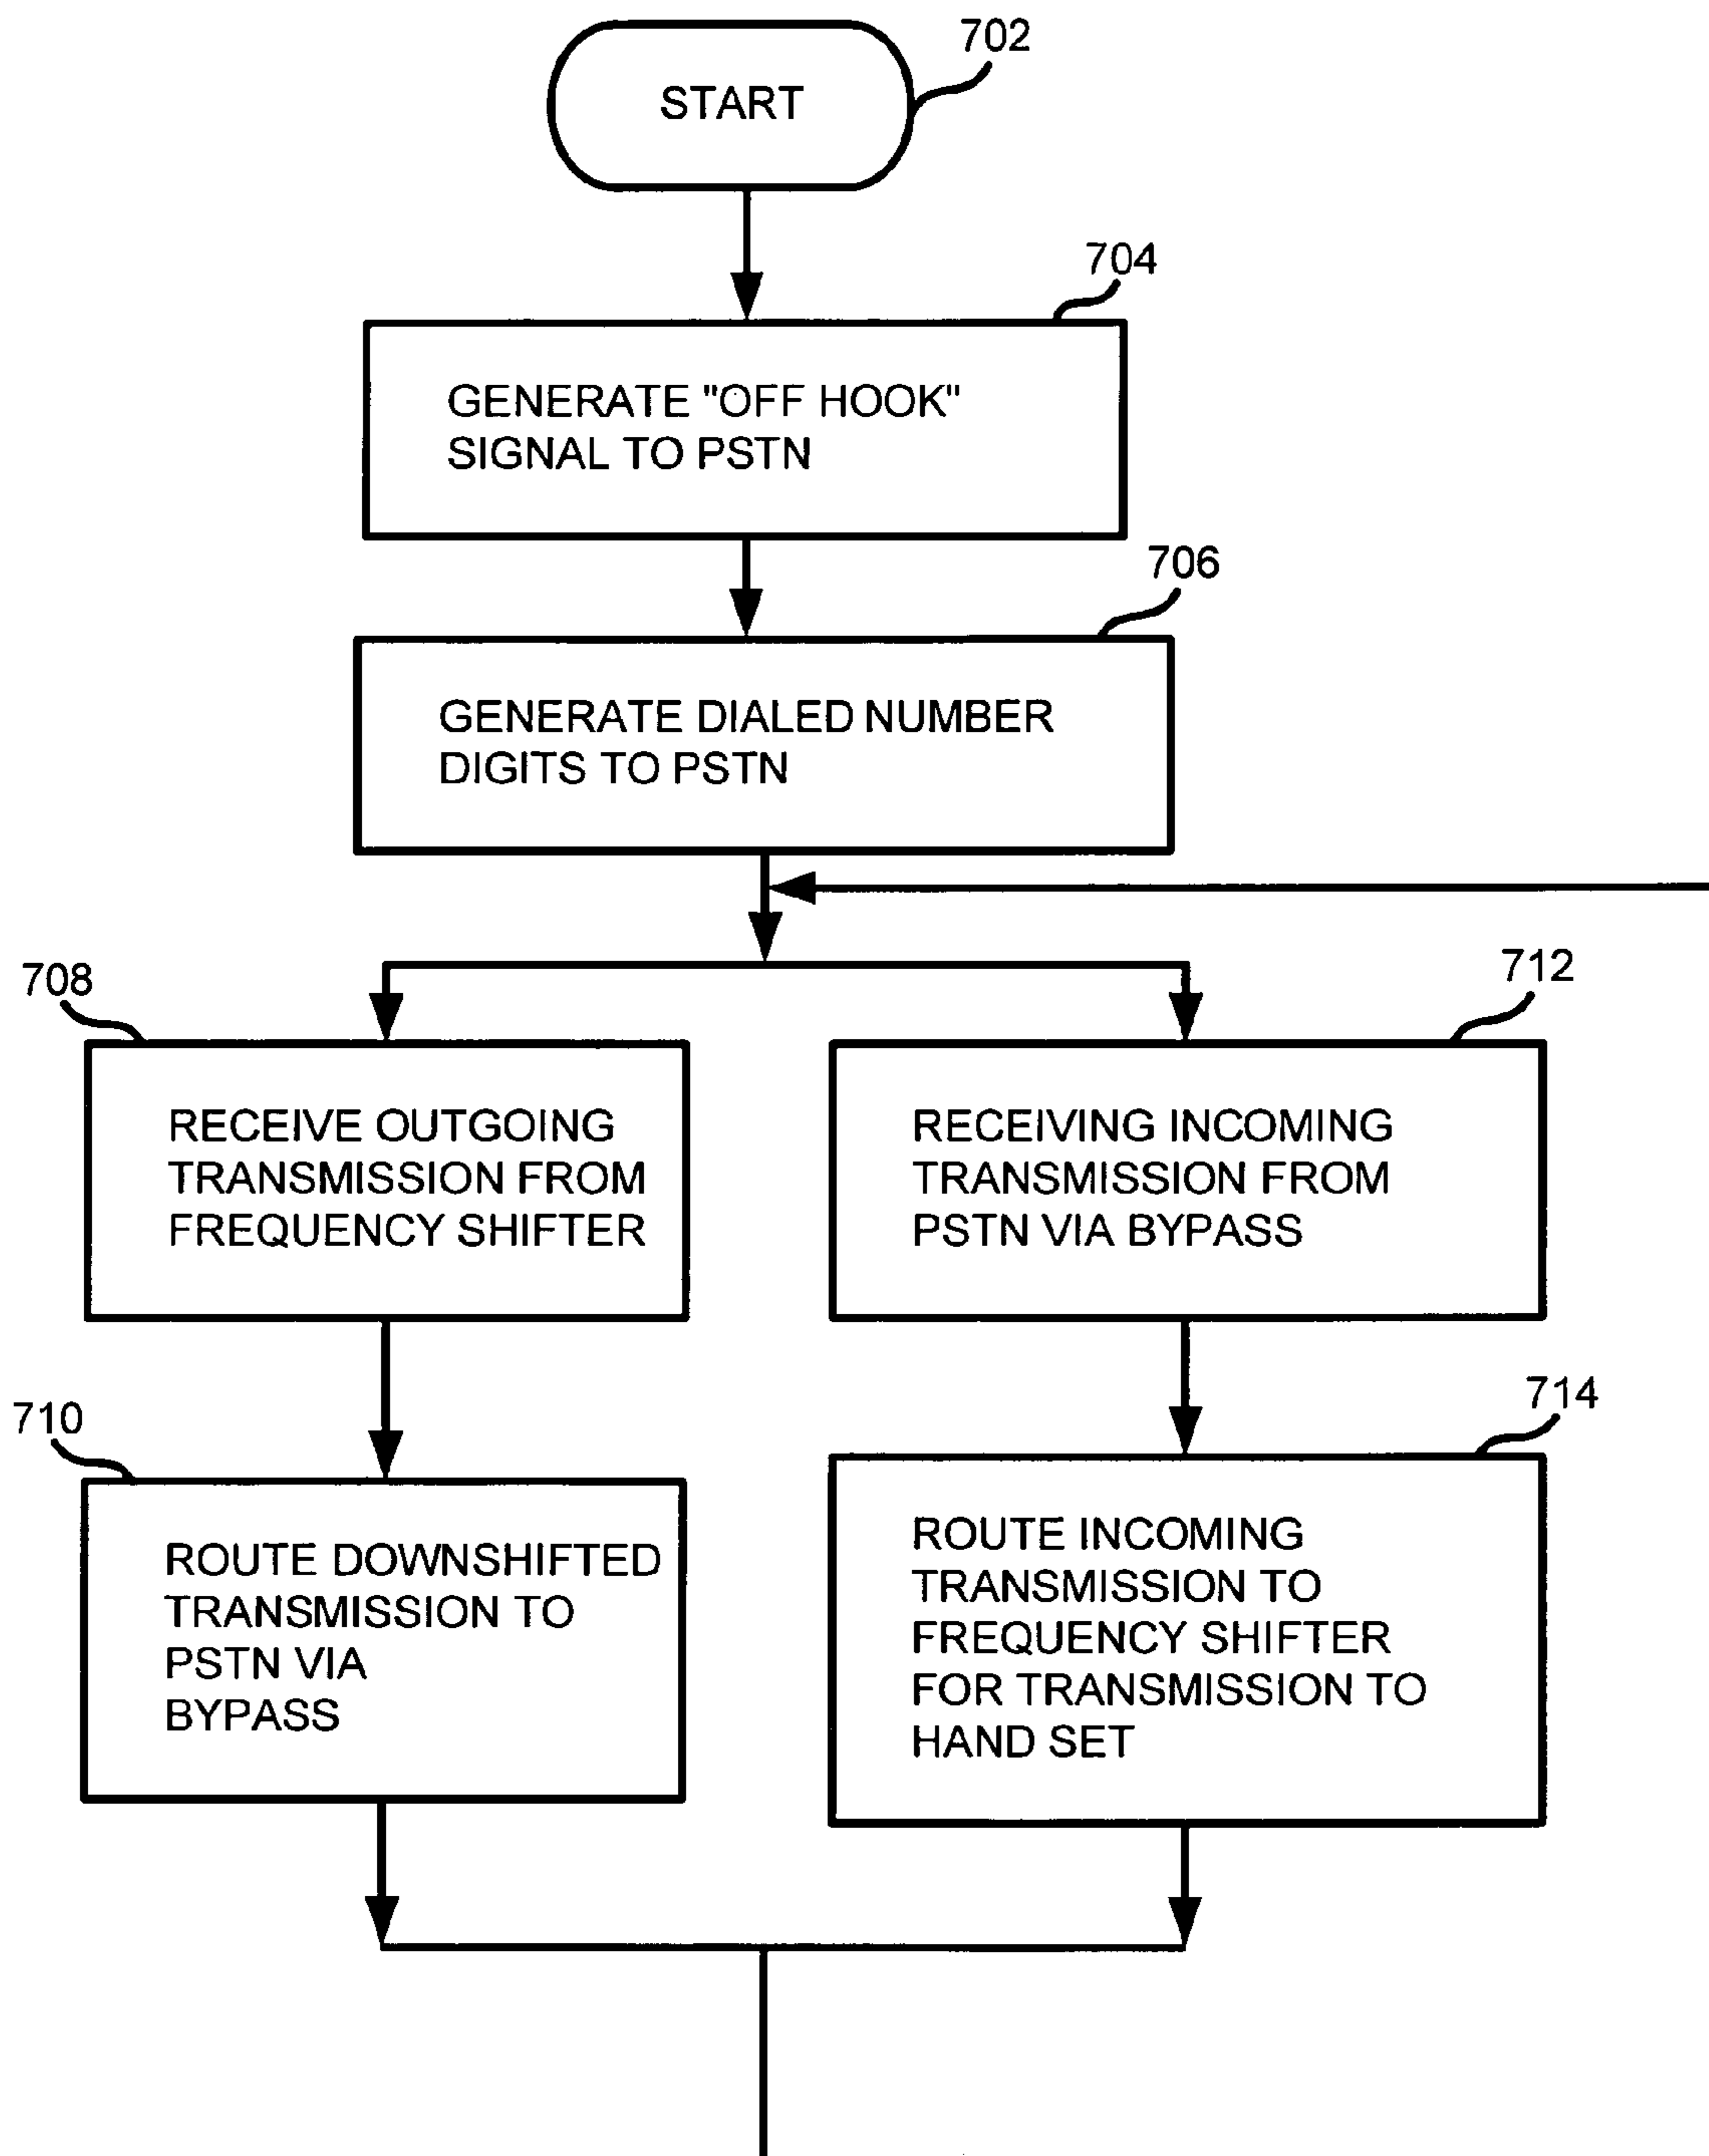 702
START
704
GENERATE "OFF HOOK"
SIGNAL TO PSTN
706
GENERATE DIALED NUMBER
DIGITS TO PSTN
708
712
RECEIVE OUTGOING
TRANSMISSION FROM
FREQUENCY SHIFTER
RECEIVING INCOMING
TRANSMISSION FROM
PSTN VIA BYPASS
710
714
ROUTE DOWNSHIFTED
TRANSMISSION TO
PSTN VIA
BYPASS
ROUTE INCOMING
TRANSMISSION TO
FREQUENCY SHIFTER
FOR TRANSMISSION TO
HAND SET